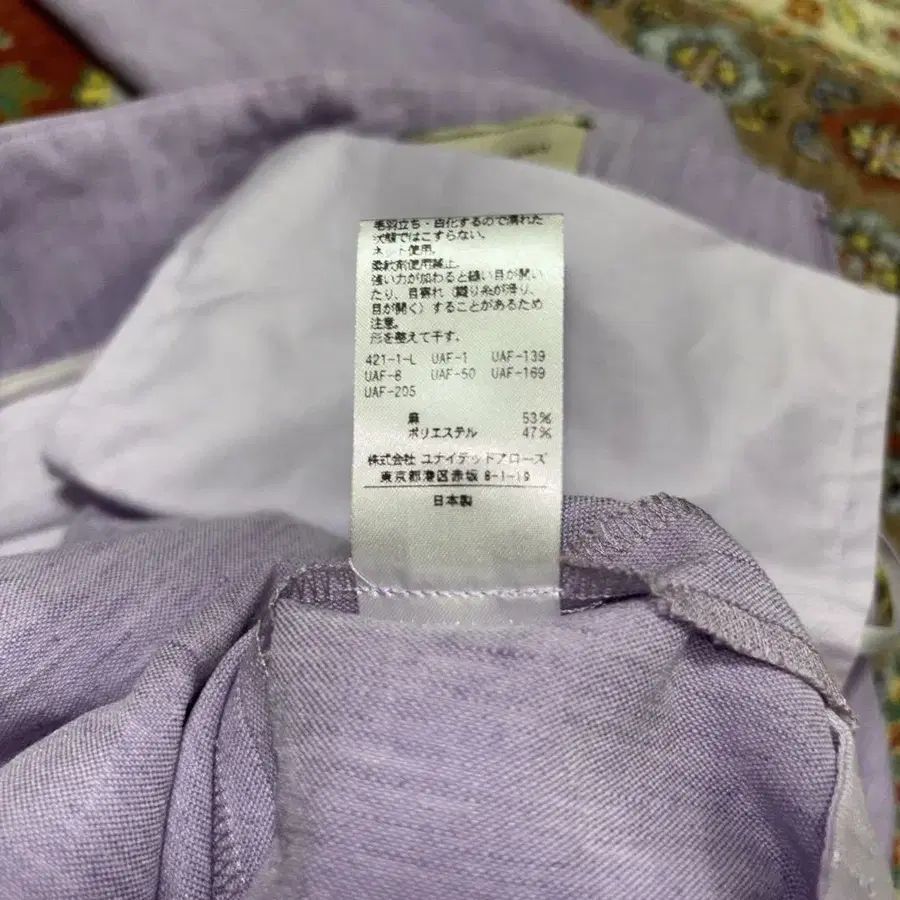 毛羽立ち・白化するので濡れた
状態ではこすらない。
ネット使用。
柔軟剤使用禁止。
強い力が加わると縫い目が開い
たり、目寄れ(織り糸が滑り、
目が開く)することがあるため
注意。
形を整えて干す。
421-1-L UAF-1 UAF-139
UAF-8 UAF-50 UAF-169
UAF-205
麻 53%
ポリエステル 47%
株式会社 ユナイテッドアローズ
東京都港区赤坂 8-1-19
日本製